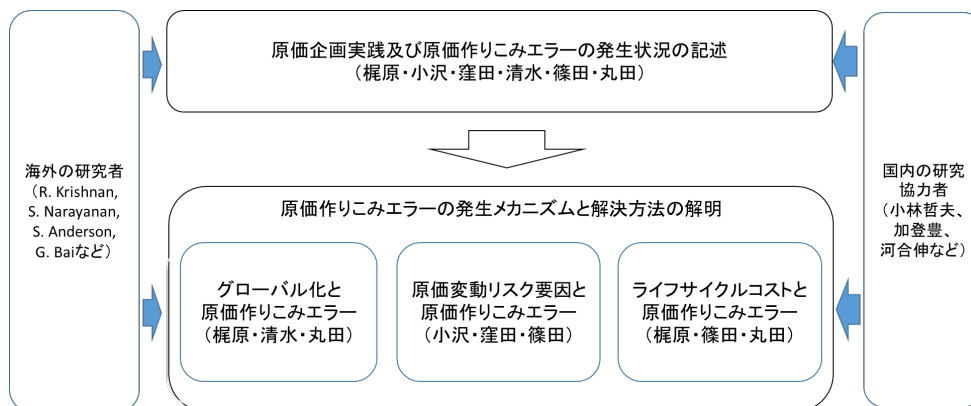 海外の研究者
（R. Krishnan,
S. Narayanan,
S. Anderson,
G. Baiなど）
原価企画実践及び原価作りこみエラーの発生状況の記述
（梶原・小沢・窪田・清水・篠田・丸田）
原価作りこみエラーの発生メカニズムと解決方法の解明
グローバル化と
原価作りこみエラー
（梶原・清水・丸田）
原価変動リスク要因と
原価作りこみエラー
（小沢・窪田・篠田）
ライフサイクルコストと
原価作りこみエラー
（梶原・篠田・丸田）
国内の研究
協力者
（小林哲夫、
加登豊、
河合伸など）